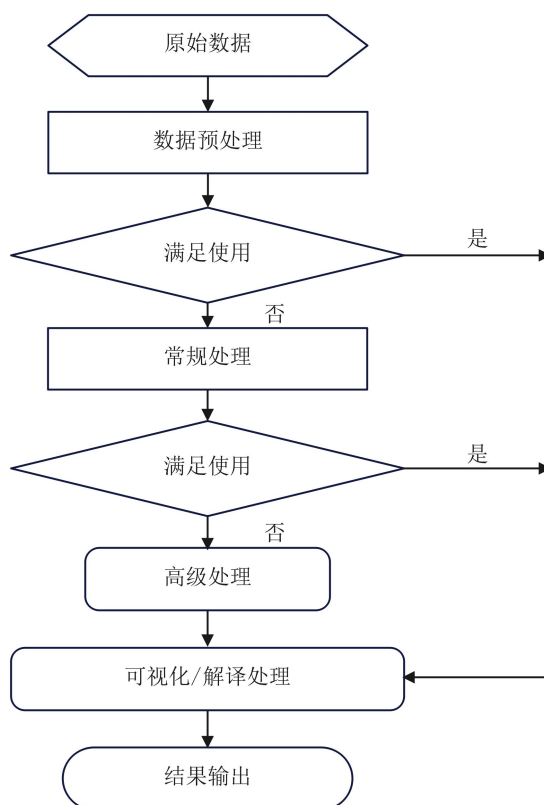 原始数据
数据预处理
满足使用
是
否
常规处理
满足使用
是
否
高级处理
可视化/解译处理
结果输出